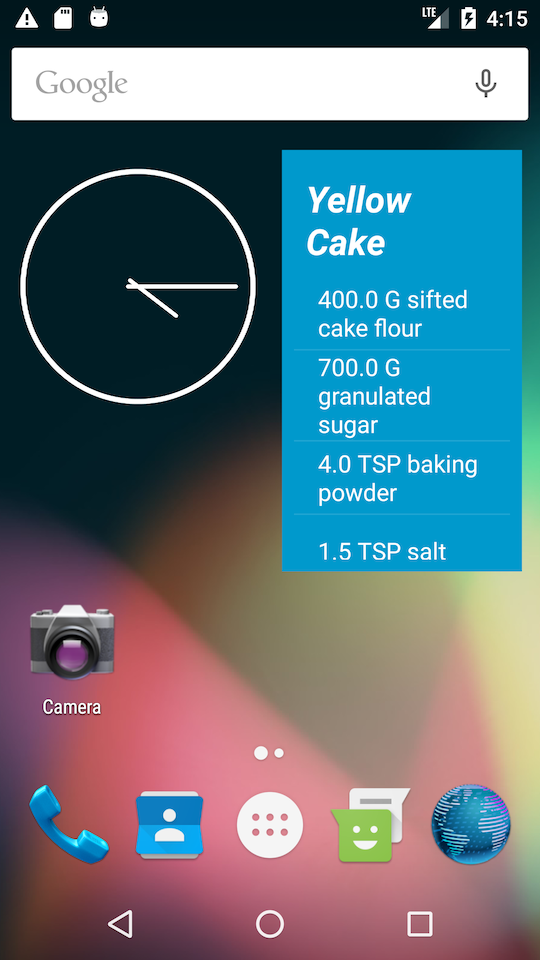 LTE 4:15
Google
Yellow
Cake
400.0 G sifted
cake flour
700.0 G
granulated
sugar
4.0 TSP baking
powder
1.5 TSP salt
Camera